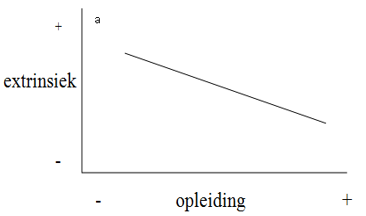 + a
extrinsiek
-
- opleiding +